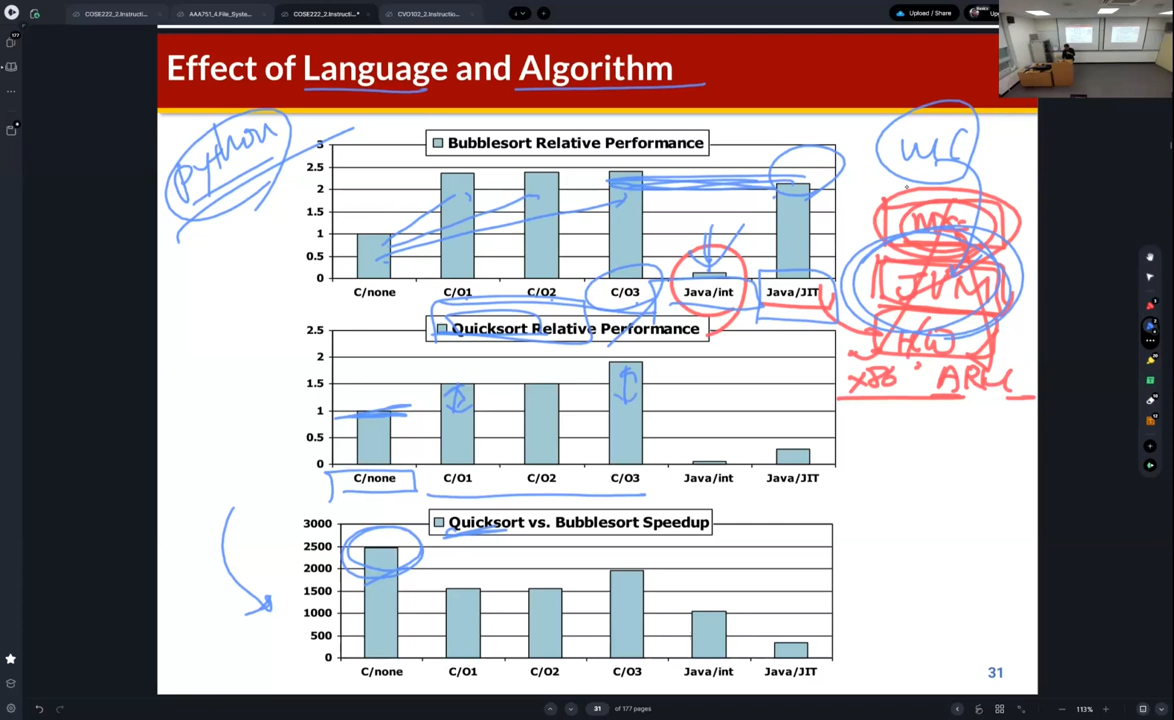 COSE222_2.Instructi...
AAA751_4.File_Syste...
COSE222_2.Instructi...*
CVO102_2.Instructio...
4
Upload / Share
177
Effect of Language and Algorithm
python
Bubblesort Relative Performance
3
2.5
2
1.5
1
0.5
0
C/none C/O1 C/O2 C/O3 Java/int Java/JIT
JVM
HW
x86 ARM
Quicksort Relative Performance
2.5
2
1.5
1
0.5
0
C/none C/O1 C/O2 C/O3 Java/int Java/JIT
Quicksort vs. Bubblesort Speedup
3000
2500
2000
1500
1000
500
0
C/none C/O1 C/O2 C/O3 Java/int Java/JIT
31
31 of 177 pages
113%